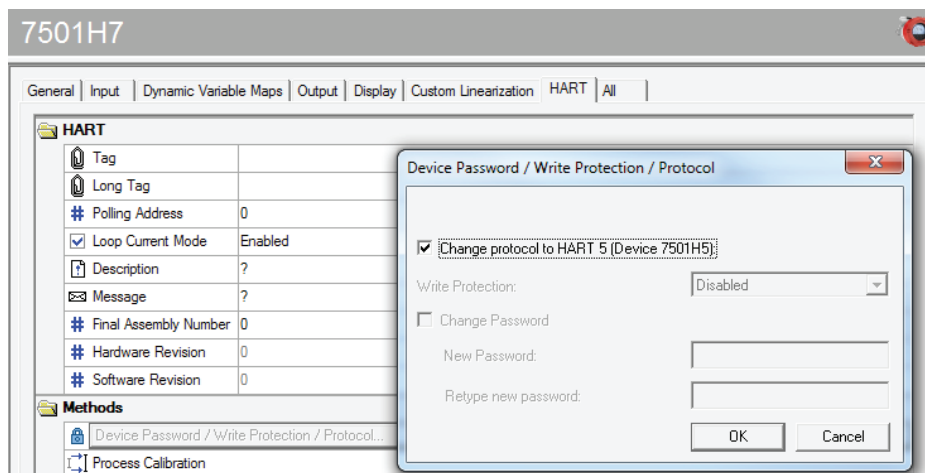 7501H7
General Input Dynamic Variable Maps Output Display Custom Linearization HART All
HART
Tag
Long Tag
Polling Address 0
Loop Current Mode Enabled
Description ?
Message ?
Final Assembly Number 0
Hardware Revision 0
Software Revision 0
Methods
Device Password / Write Protection / Protocol...
Process Calibration
Device Password / Write Protection / Protocol
Change protocol to HART 5 (Device 7501H5):
Write Protection: Disabled
Change Password
New Password:
Retype new password:
OK Cancel